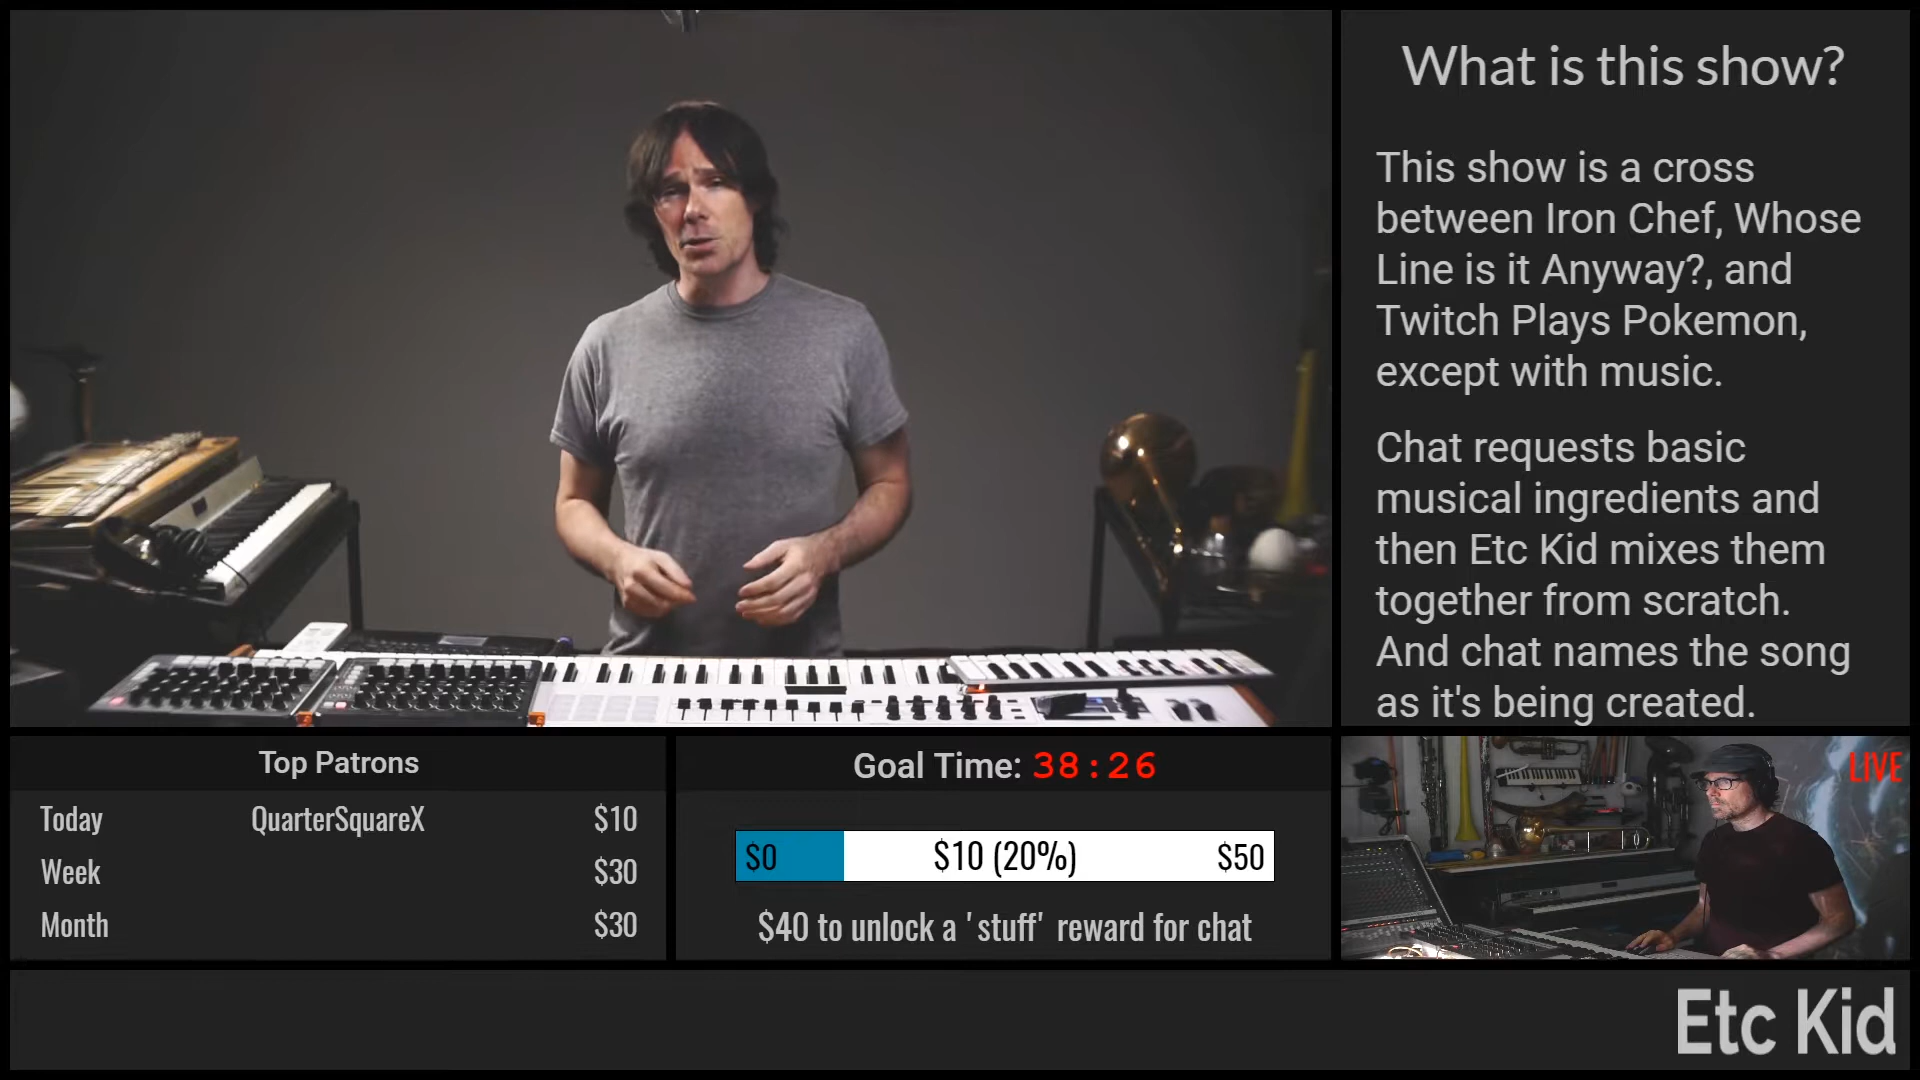 What is this show?
This show is a cross
between Iron Chef, Whose
Line is it Anyway?, and
Twitch Plays Pokemon,
except with music.
Chat requests basic
musical ingredients and
then Etc Kid mixes them
together from scratch.
And chat names the song
as it's being created.
Top Patrons
Today QuarterSquareX $10
Week $30
Month $30
Goal Time: 38:26
$0 $10 (20%) $50
$40 to unlock a 'stuff' reward for chat
LIVE
Etc Kid